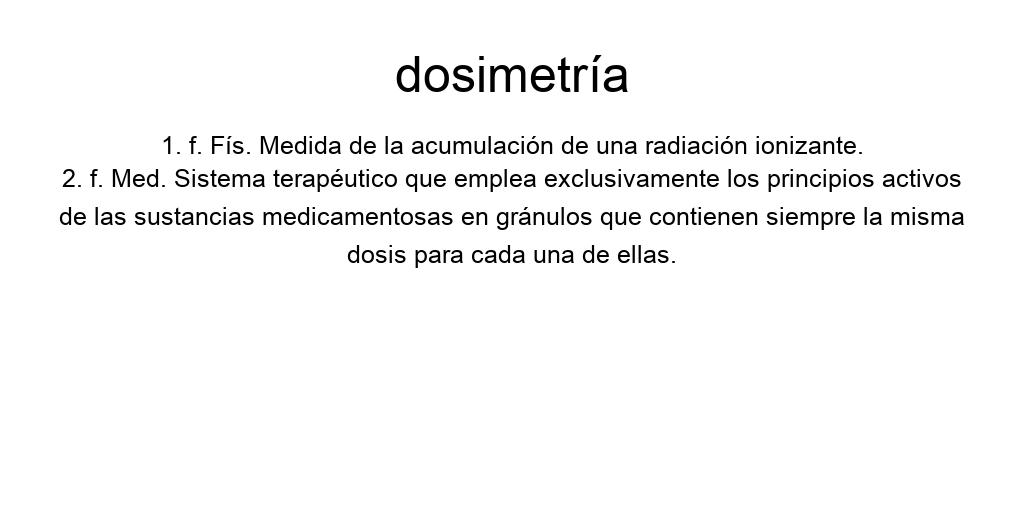 dosimetría
1. f. Fís. Medida de la acumulación de una radiación ionizante.
2. f. Med. Sistema terapéutico que emplea exclusivamente los principios activos
de las sustancias medicamentosas en gránulos que contienen siempre la misma
dosis para cada una de ellas.